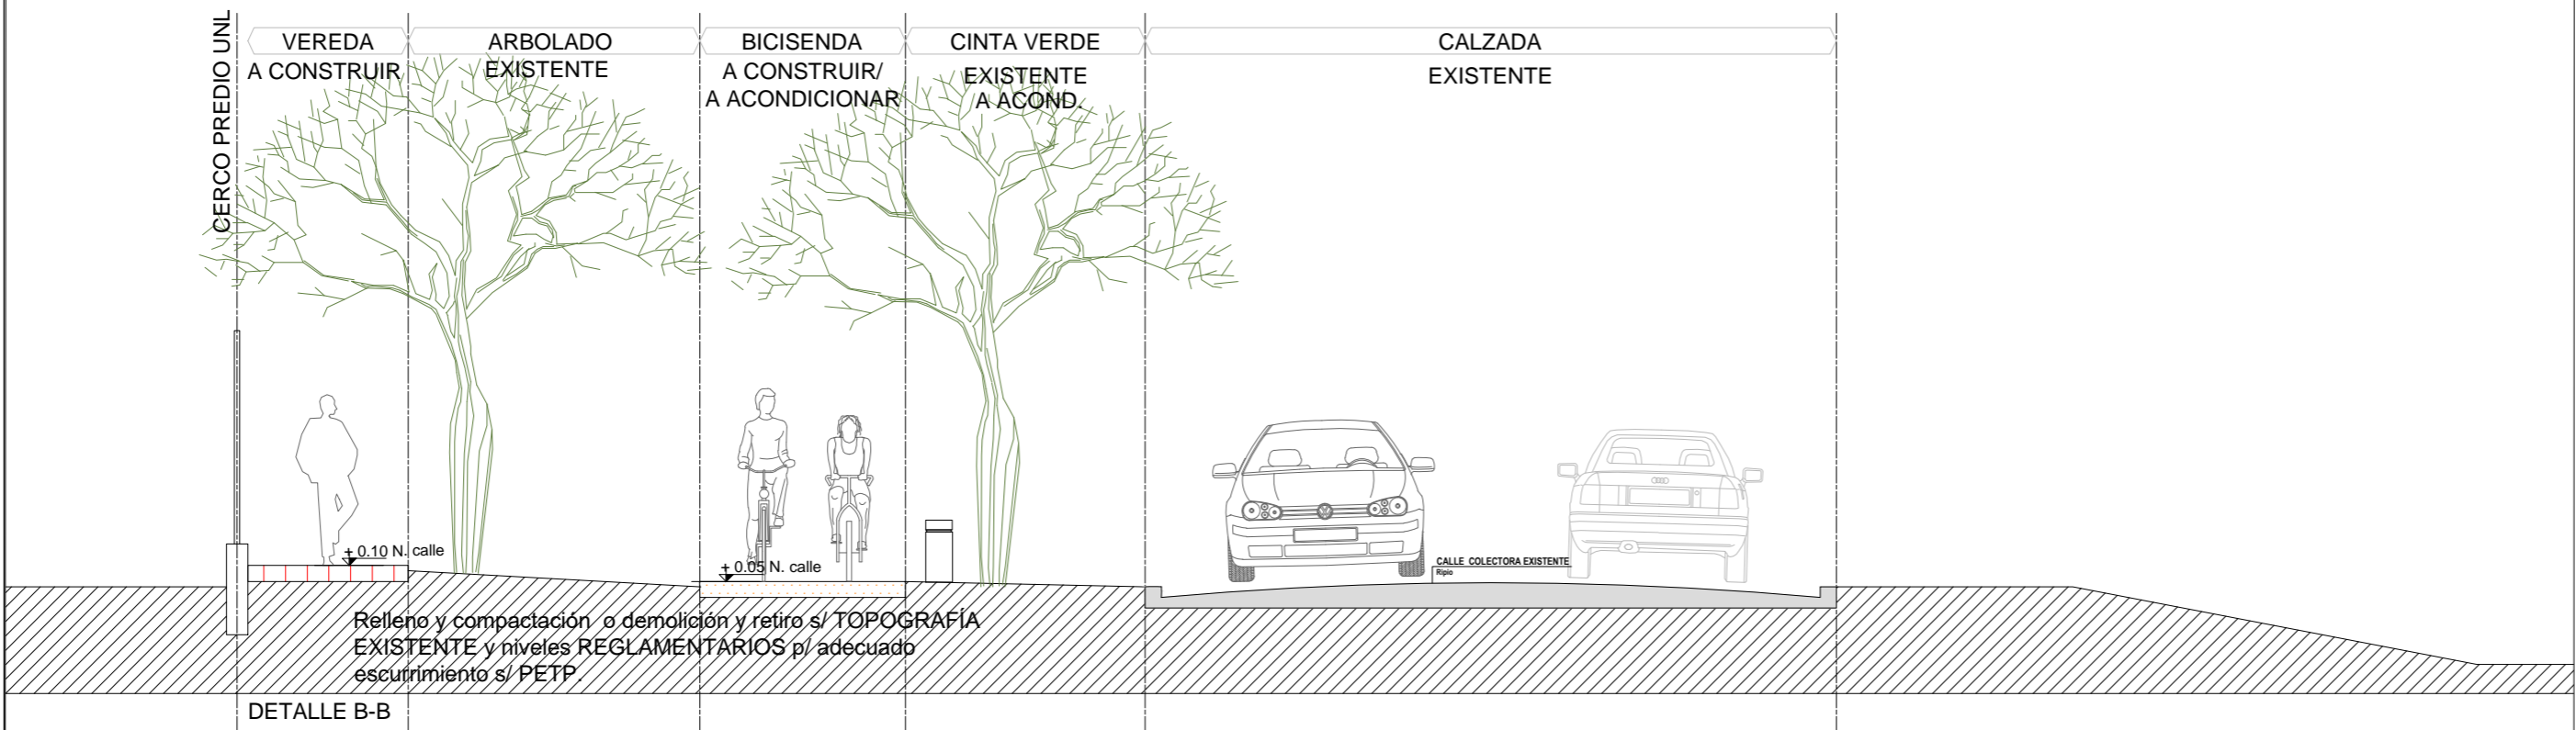 CERCO PREDIO UNL
VEREDA
A CONSTRUIR
ARBOLADO
EXISTENTE
BICISENDA
A CONSTRUIR/
A ACONDICIONAR
CINTA VERDE
EXISTENTE
A ACOND.
CALZADA
EXISTENTE
+ 0.10 N. calle
+ 0.05 N. calle
CALLE COLECTORA EXISTENTE
Ripio
Relleno y compactación o demolición y retiro s/ TOPOGRAFÍA
EXISTENTE y niveles REGLAMENTARIOS p/ adecuado
escurrimiento s/ PETP.
DETALLE B-B